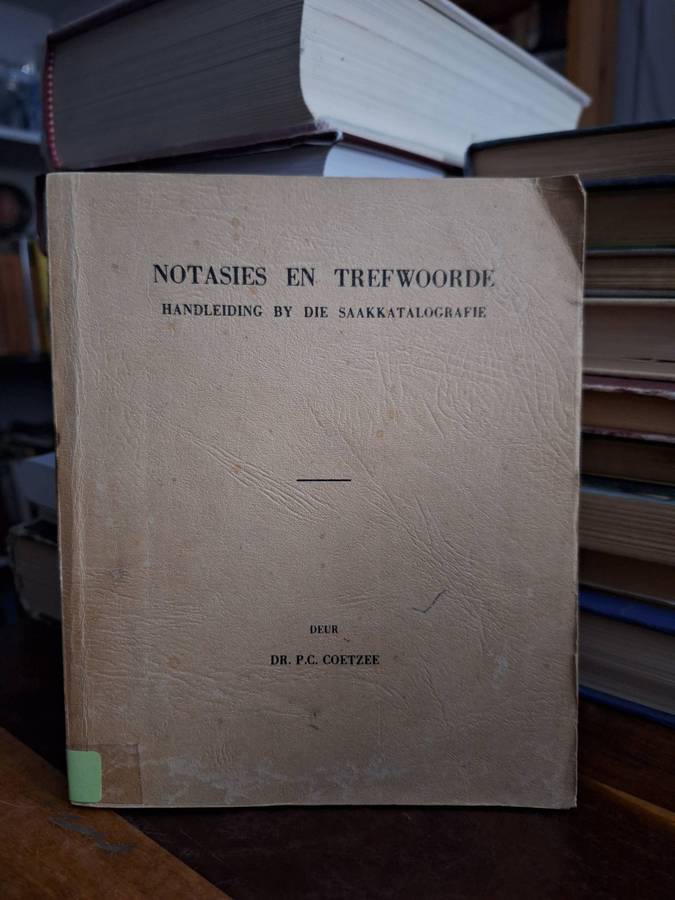 NOTASIES EN TREFWOORDE
HANDLEIDING BY DIE SAAKKATALOGRAFIE
DEUR
DR. P.C. COETZEE